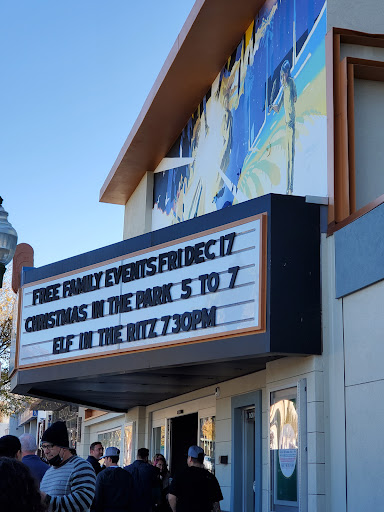 FREE FAMILY EVENTS FRI DEC 17
CHRISTMAS IN THE PARK 5 TO 7
ELF IN THE RITZ 730PM